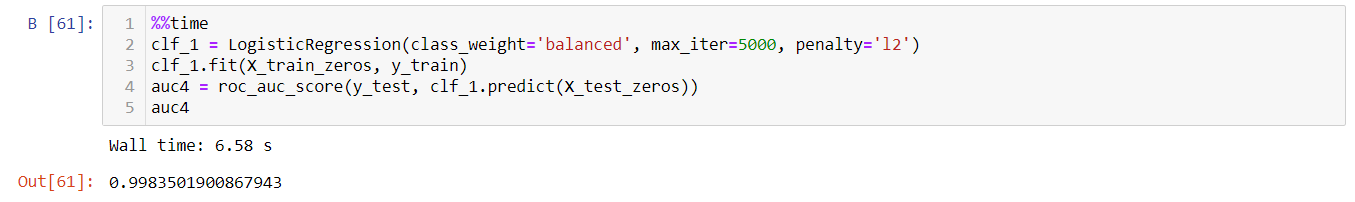 B [61]:
1 %%time
2 clf_1 = LogisticRegression(class_weight='balanced', max_iter=5000, penalty='l2')
3 clf_1.fit(X_train_zeros, y_train)
4 auc4 = roc_auc_score(y_test, clf_1.predict(X_test_zeros))
5 auc4
Wall time: 6.58 s
Out[61]: 0.9983501900867943